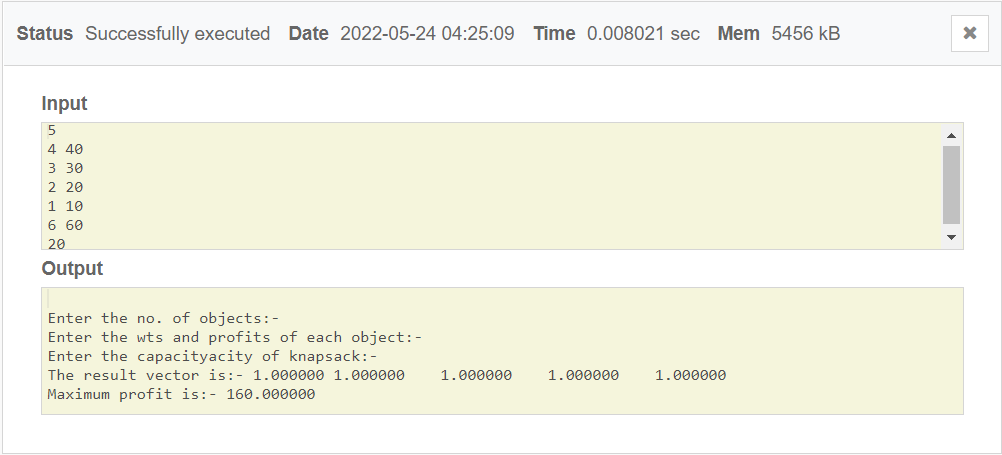 Status Successfully executed Date 2022-05-24 04:25:09 Time 0.008021 sec Mem 5456 kB
Input
5
4 40
3 30
2 20
1 10
6 60
20
Output
Enter the no. of objects:-
Enter the wts and profits of each object:-
Enter the capacityacity of knapsack:-
The result vector is:- 1.000000 1.000000    1.000000    1.000000    1.000000
Maximum profit is:- 160.000000